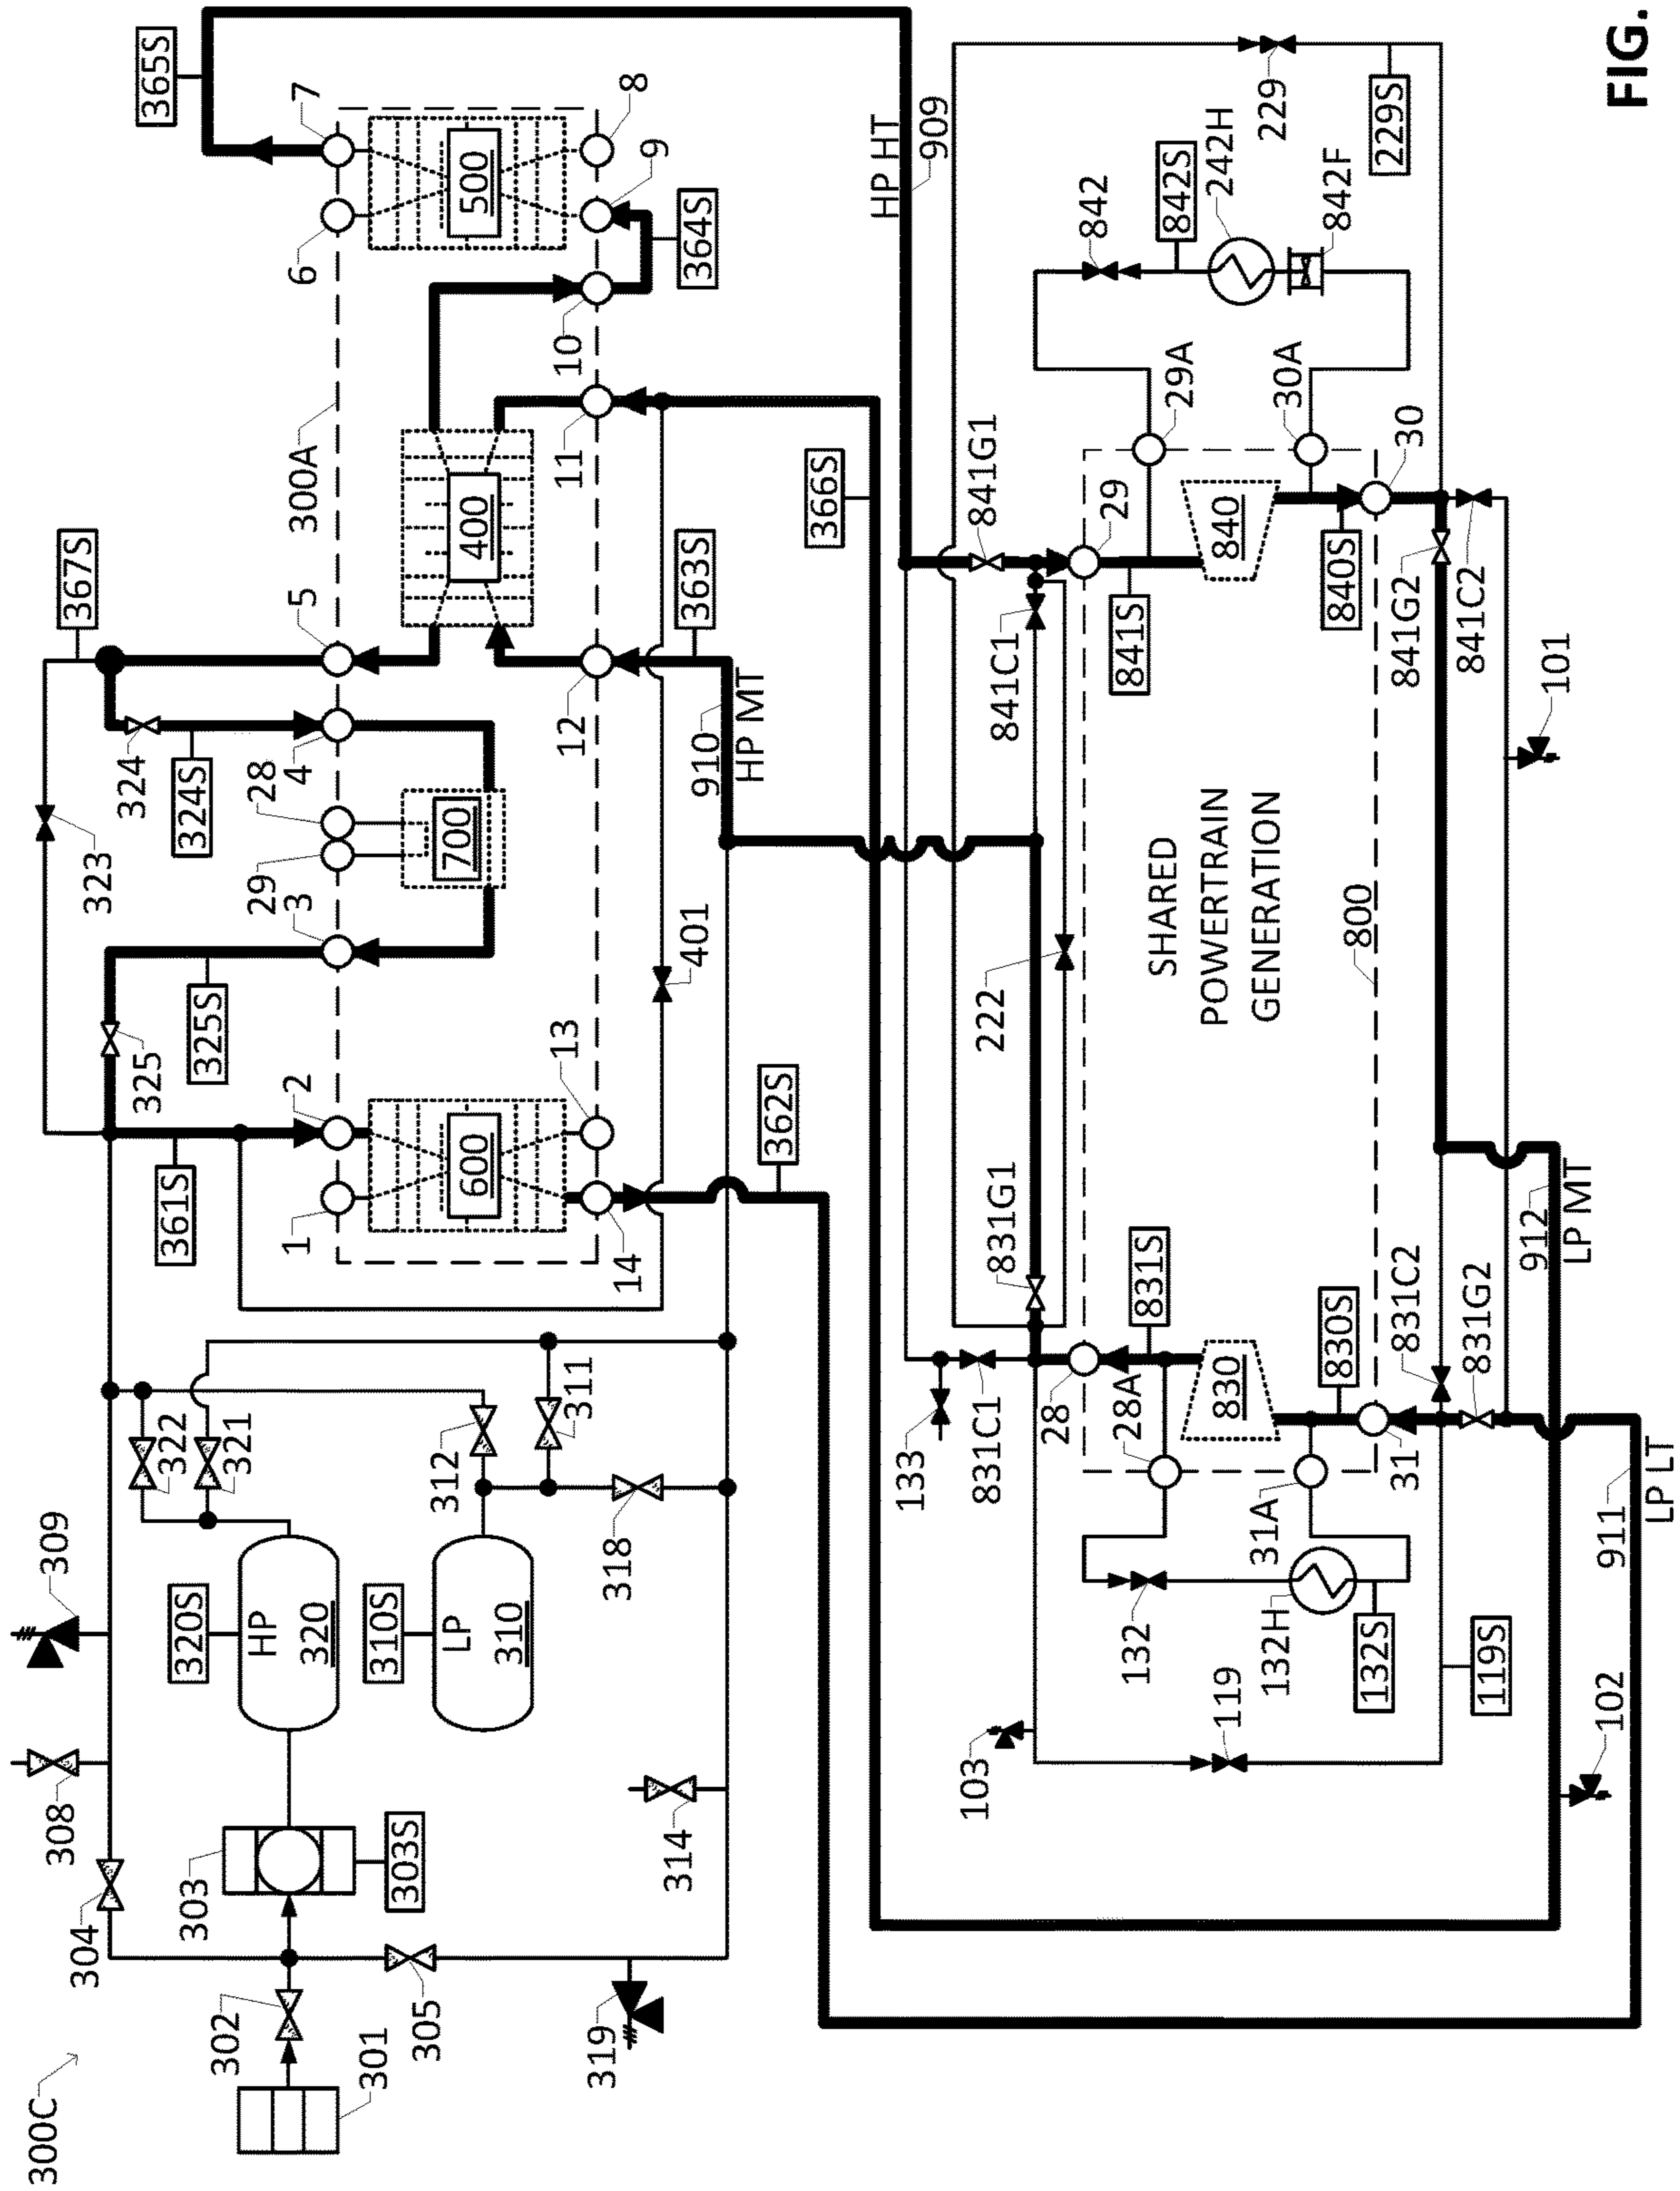 300C
301
302
303
303S
304
305
308
309
319
314
320S
HP
320
310S
LP
310
322
321
312
311
318
361S
325
325S
323
324
324S
367S
1
2
3
29
28
4
5
300A
6
7
365S
600
700
400
500
14
13
12
11
10
9
8
362S
401
363S
364S
910
HP MT
366S
HP HT
909
133
831C1
831G1
222
841C1
841G1
28
28A
831S
830
830S
31
31A
132
132H
132S
103
119
119S
SHARED
POWERTRAIN
GENERATION
800
29
29A
841S
840
840S
30
30A
842
842S
242H
842F
229
229S
831C2
831G2
841G2
841C2
101
102
912
LP MT
911
LP LT
FIG.